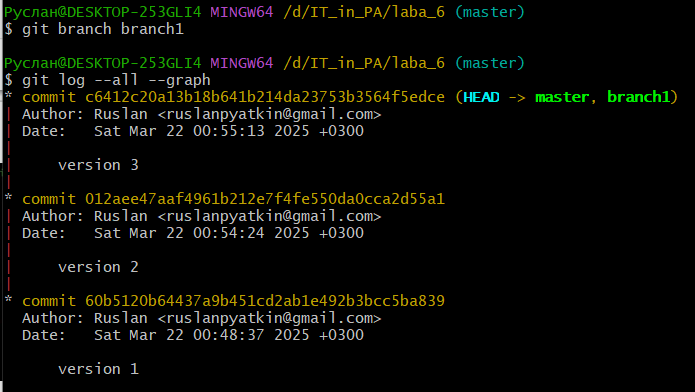 Руслан@DESKTOP-253GLI4 MINGW64 /d/IT_in_PA/laba_6 (master)
$ git branch branch1
Руслан@DESKTOP-253GLI4 MINGW64 /d/IT_in_PA/laba_6 (master)
$ git log --all --graph
* commit c6412c20a13b18b641b214da23753b3564f5edce (HEAD -> master, branch1)
| Author: Ruslan <ruslanpyatkin@gmail.com>
| Date:   Sat Mar 22 00:55:13 2025 +0300
|
|     version 3
|
* commit 012aee47aaf4961b212e7f4fe550da0cca2d55a1
| Author: Ruslan <ruslanpyatkin@gmail.com>
| Date:   Sat Mar 22 00:54:24 2025 +0300
|
|     version 2
|
* commit 60b5120b64437a9b451cd2ab1e492b3bcc5ba839
  Author: Ruslan <ruslanpyatkin@gmail.com>
  Date:   Sat Mar 22 00:48:37 2025 +0300
      version 1